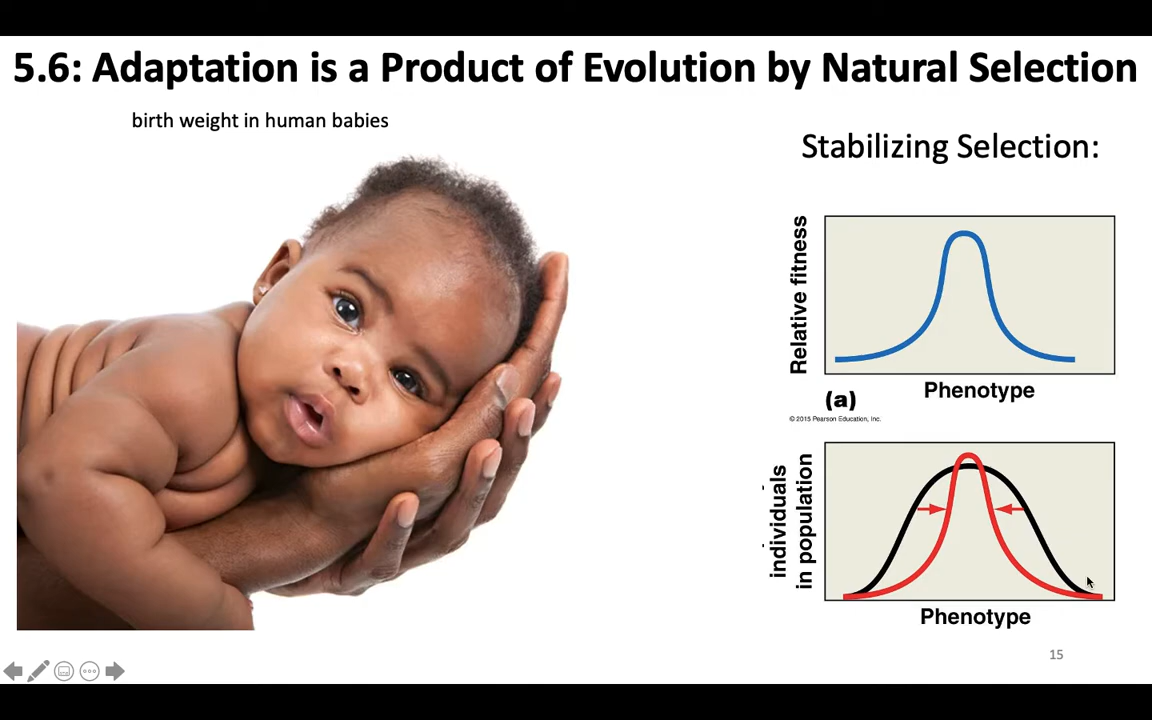 5.6: Adaptation is a Product of Evolution by Natural Selection
birth weight in human babies
Stabilizing Selection:
Relative fitness
Phenotype
(a)
© 2015 Pearson Education, Inc.
individuals
in population
Phenotype
15